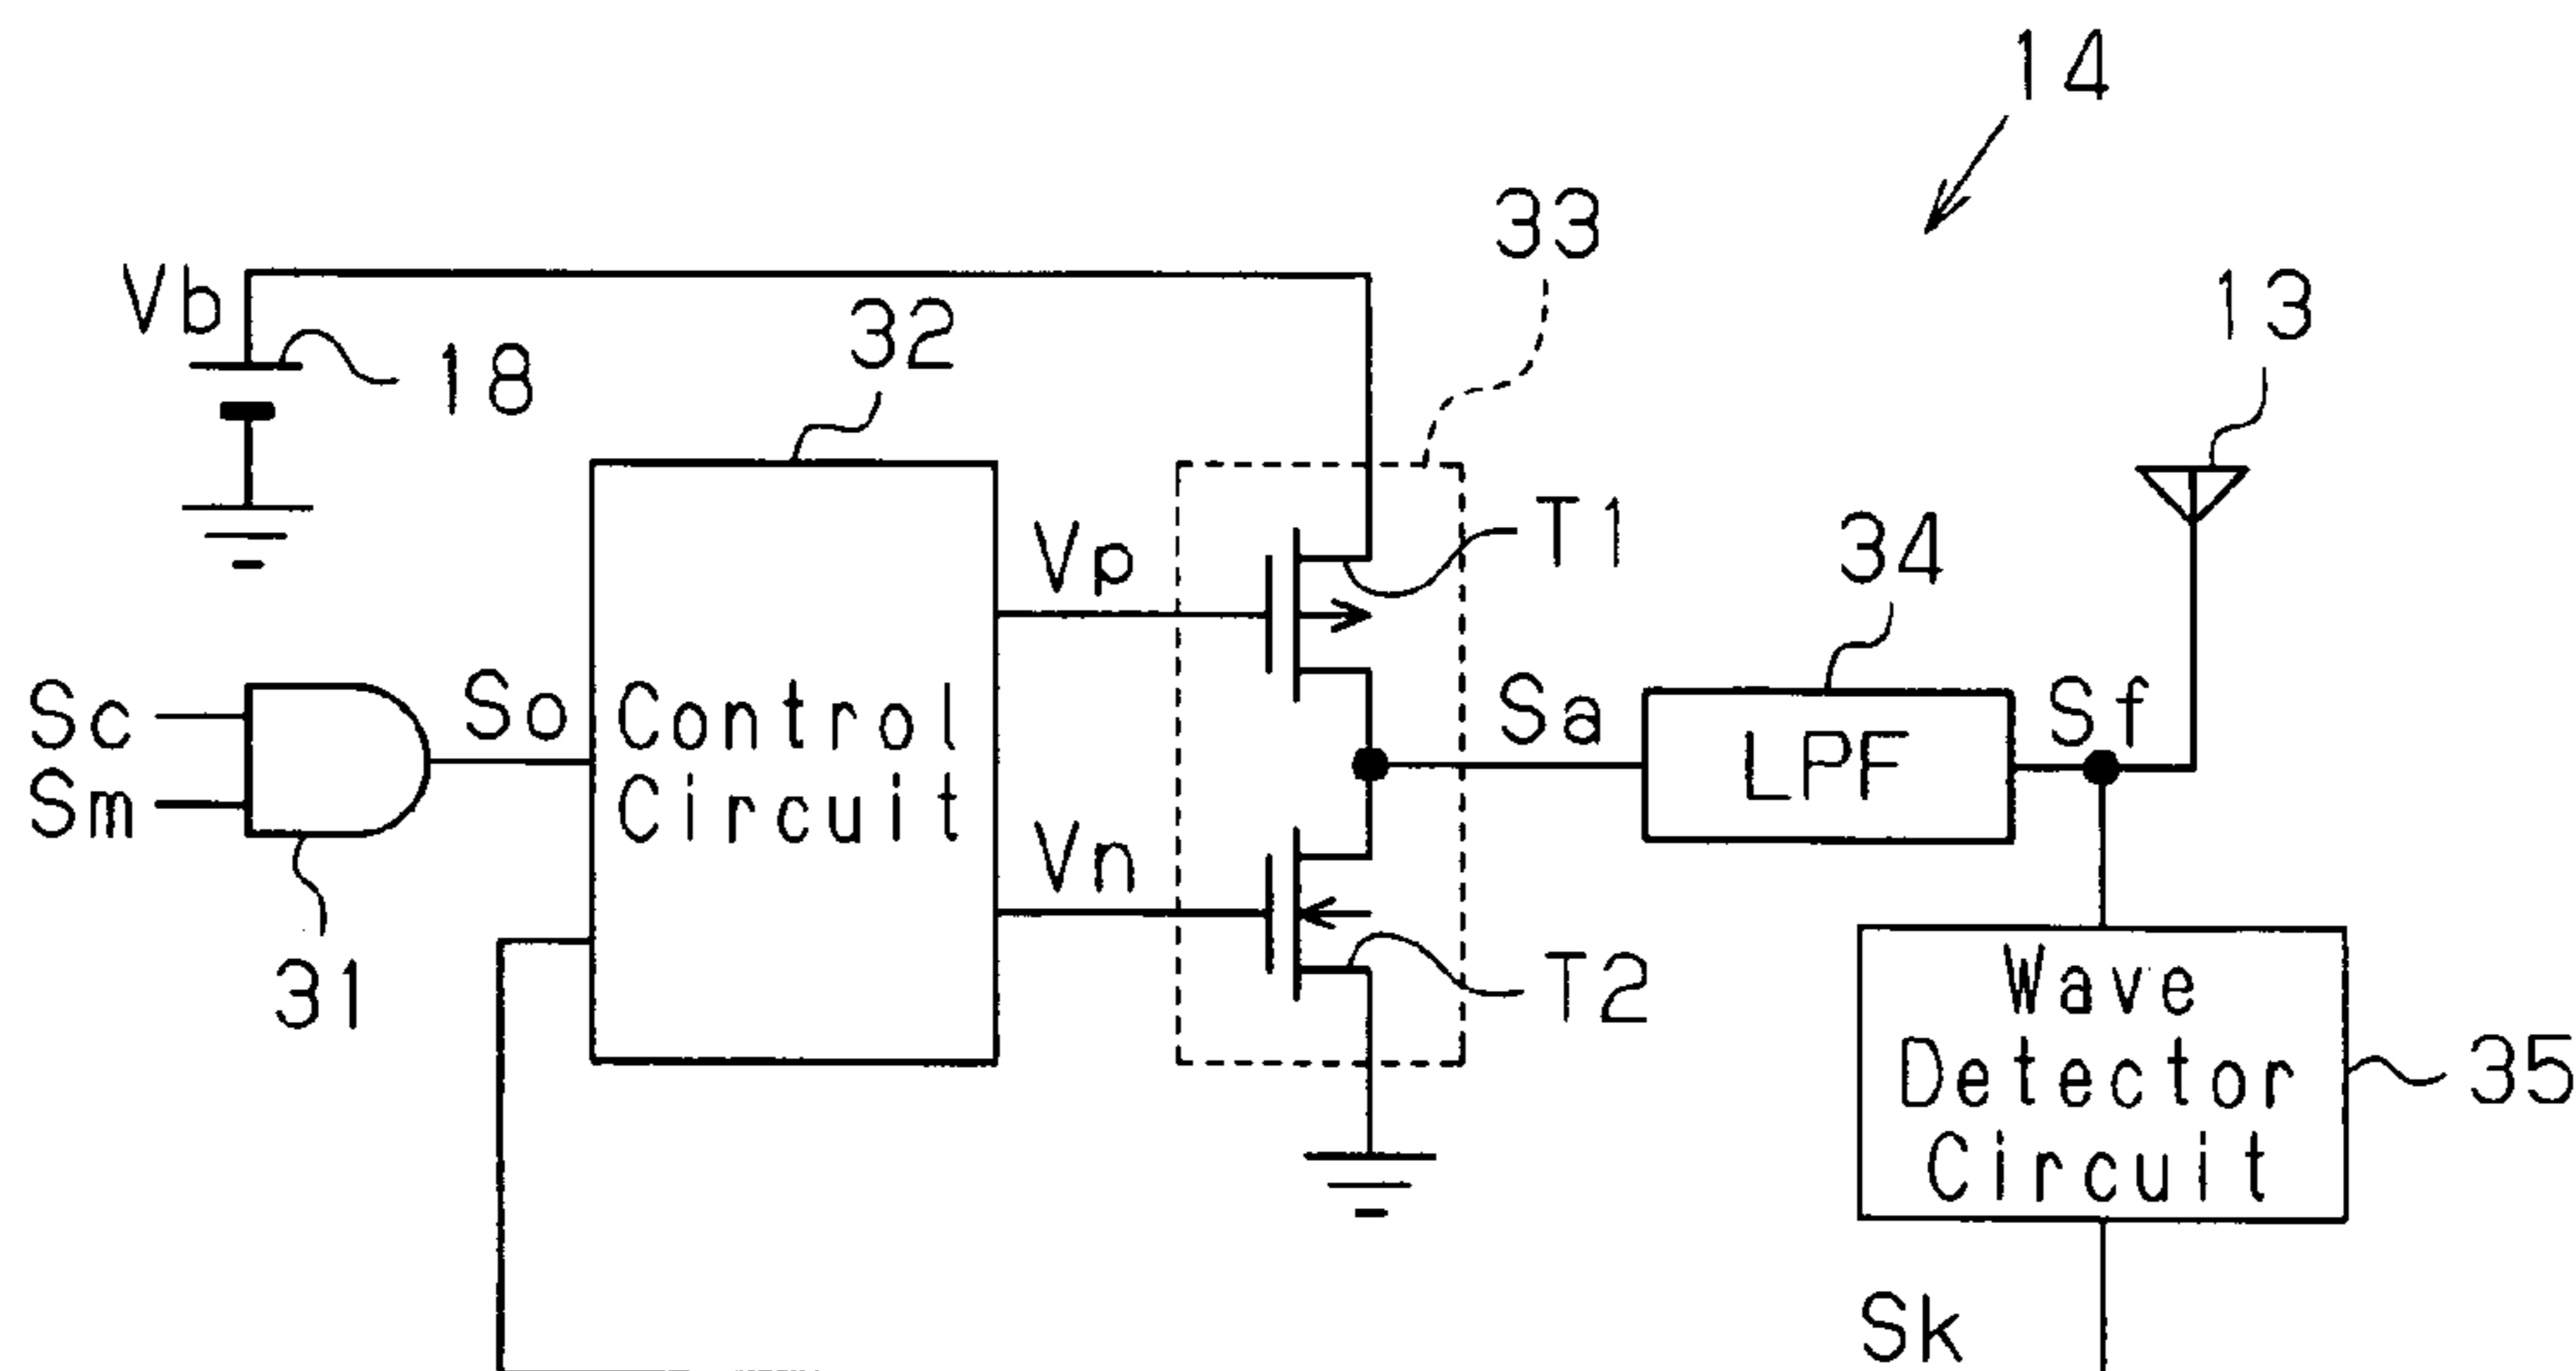 14
33
13
Vb
32
18
T1
Vp
34
Sc
So
Control
Circuit
Sa
LPF
Sf
Sm
Vn
31
T2
Wave
Detector
Circuit
35
Sk